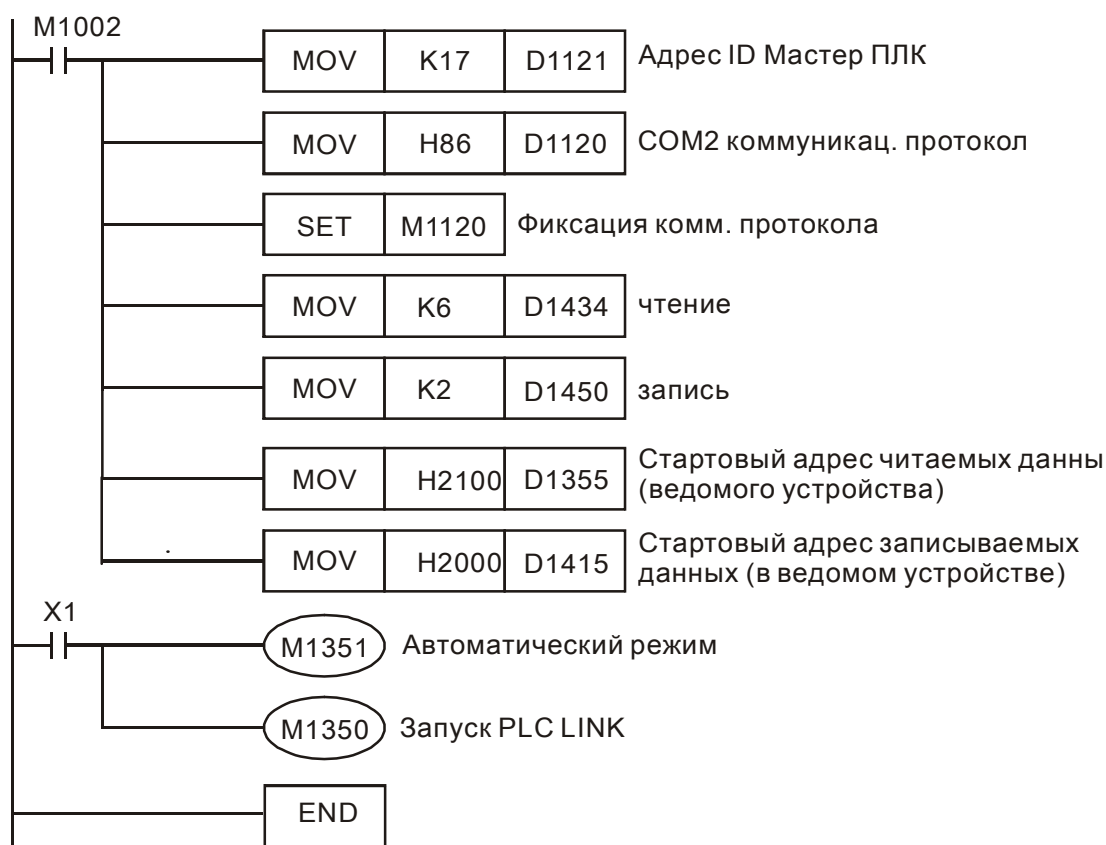 M1002
MOV K17 D1121 Адрес ID Мастер ПЛК
MOV H86 D1120 COM2 коммуникац. протокол
SET M1120 Фиксация комм. протокола
MOV K6 D1434 чтение
MOV K2 D1450 запись
MOV H2100 D1355 Стартовый адрес читаемых данны
(ведомого устройства)
MOV H2000 D1415 Стартовый адрес записываемых
данных (в ведомом устройстве)
X1
M1351 Автоматический режим
M1350 Запуск PLC LINK
END